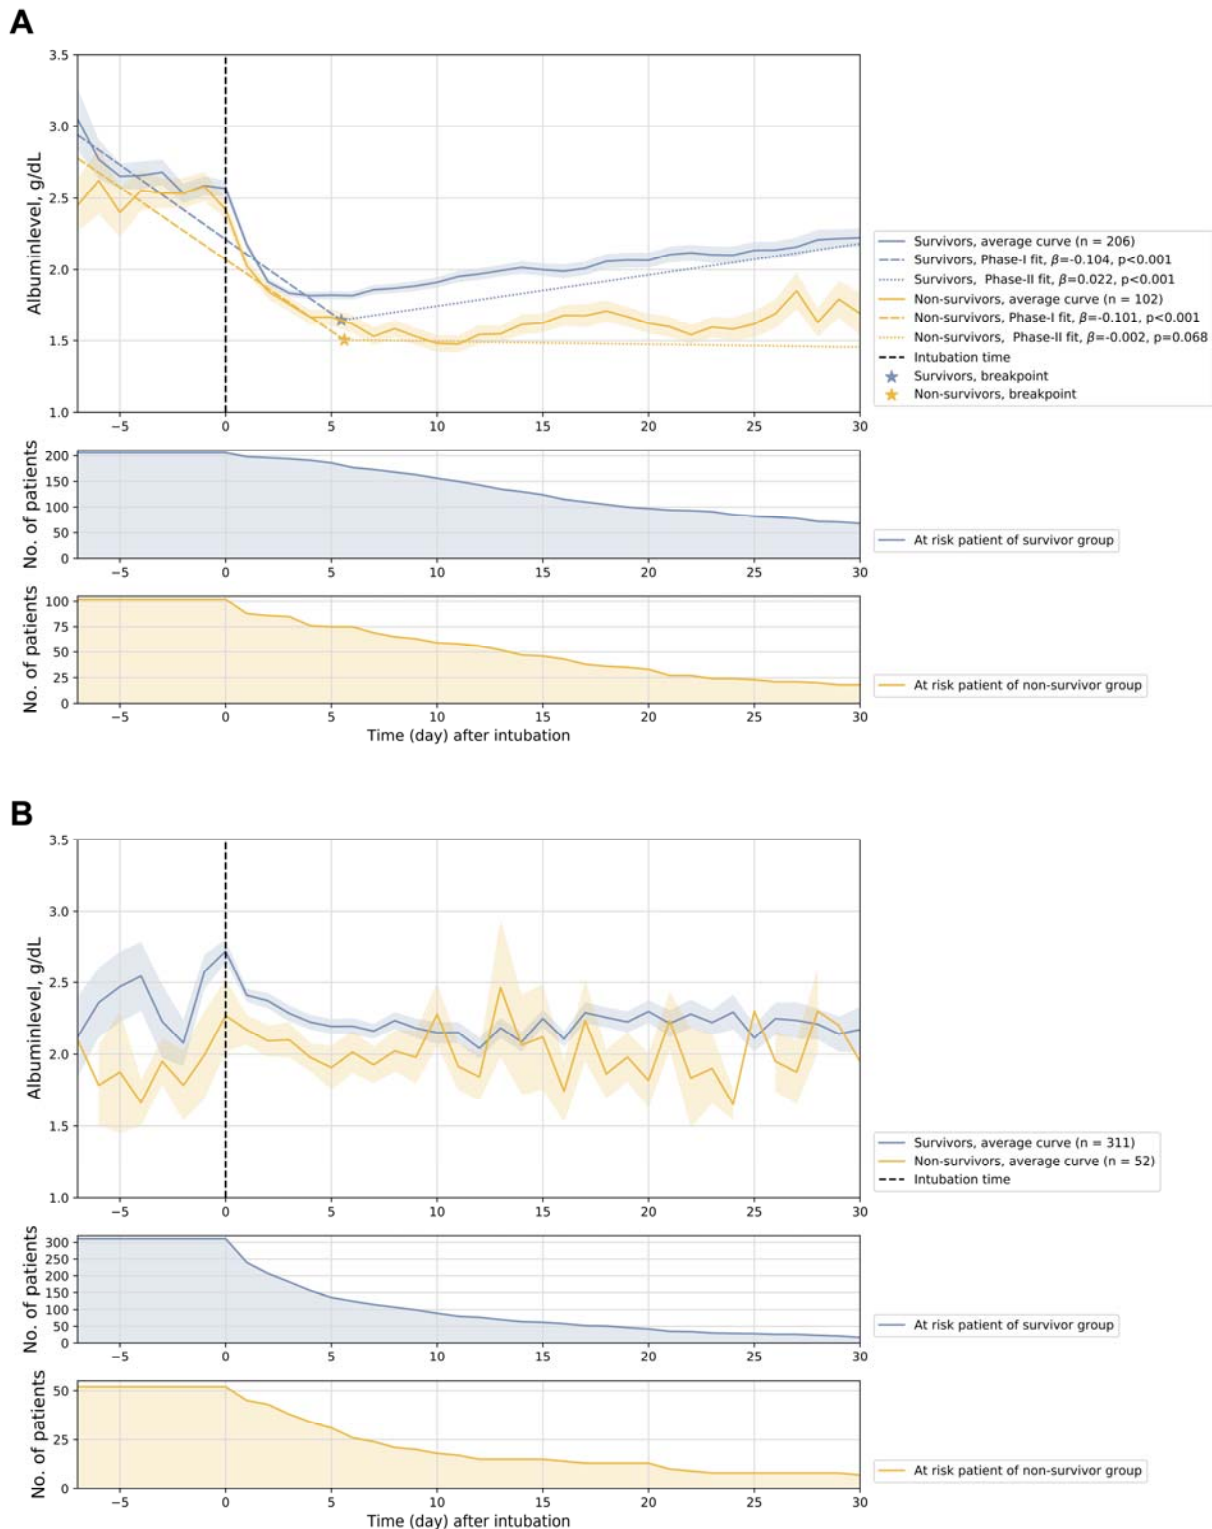 A
3.5
3.0
2.5
2.0
1.5
1.0
Albuminlevel, g/dL
−5 0 5 10 15 20 25 30
Survivors, average curve (n = 206)
Survivors, Phase-I fit, β=-0.104, p<0.001
Survivors, Phase-II fit, β=0.022, p<0.001
Non-survivors, average curve (n = 102)
Non-survivors, Phase-I fit, β=-0.101, p<0.001
Non-survivors, Phase-II fit, β=-0.002, p=0.068
Intubation time
Survivors, breakpoint
Non-survivors, breakpoint
200
150
100
50
0
No. of patients
−5 0 5 10 15 20 25 30
At risk patient of survivor group
100
75
50
25
0
No. of patients
−5 0 5 10 15 20 25 30
Time (day) after intubation
At risk patient of non-survivor group
B
3.5
3.0
2.5
2.0
1.5
1.0
Albuminlevel, g/dL
−5 0 5 10 15 20 25 30
Survivors, average curve (n = 311)
Non-survivors, average curve (n = 52)
Intubation time
300
250
200
150
100
50
0
No. of patients
−5 0 5 10 15 20 25 30
At risk patient of survivor group
50
25
0
No. of patients
−5 0 5 10 15 20 25 30
Time (day) after intubation
At risk patient of non-survivor group